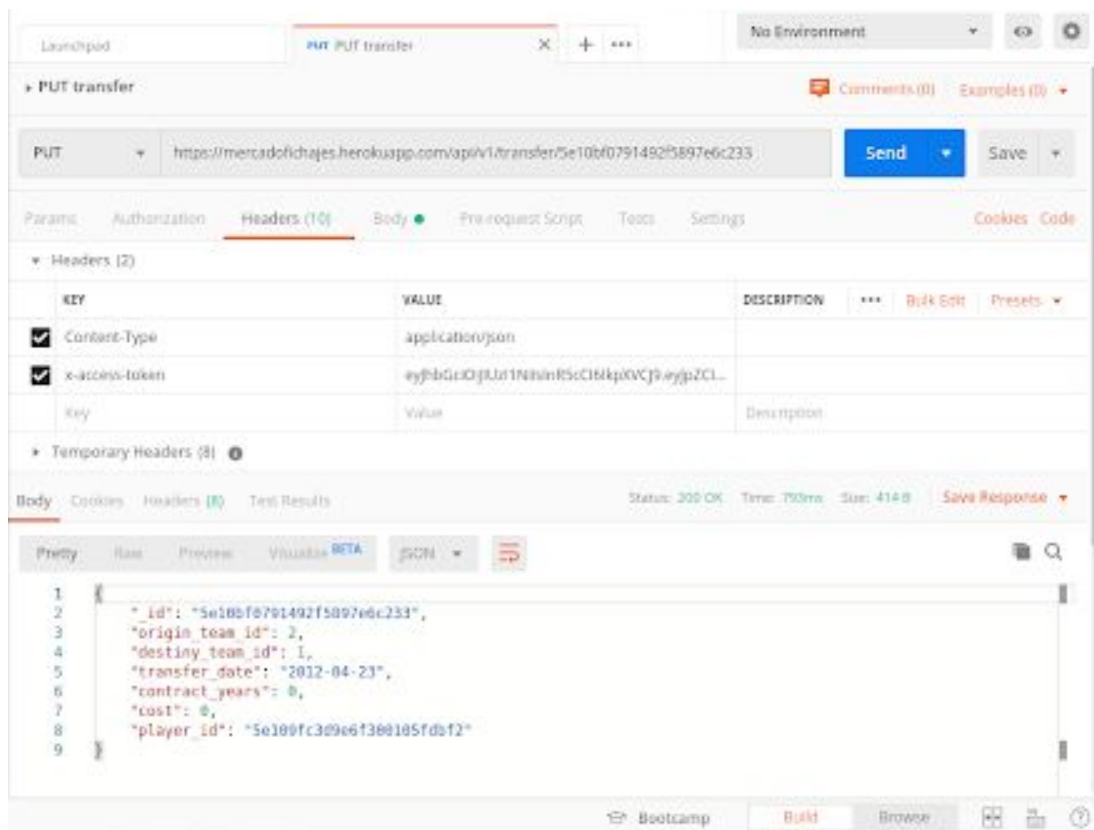 Launchpad PUT PUT transfer No Environment
PUT transfer Comments (0) Examples (0)
PUT https://mercadofichajes.herokuapp.com/api/v1/transfer/5e10bf0791492f5897e6c233 Send Save
Params Authorization Headers (10) Body Pre-request Script Tests Settings Cookies Code
Headers (2)
KEY VALUE DESCRIPTION Bulk Edit Presets
Content-Type application/json
x-access-token
Key Value Description
Temporary Headers (8)
Body Cookies Headers (8) Test Results Status: 200 OK Time: 793ms Size: 414 B Save Response
Pretty Raw Preview Visualize BETA JSON
1 {
2 "_id": "5e10bf0791492f5897e6c233",
3 "origin_team_id": 2,
4 "destiny_team_id": 1,
5 "transfer_date": "2012-04-23",
6 "contract_years": 0,
7 "cost": 0,
8 "player_id": "5e109fc3d9e6f300105fdbf2"
9 }
Bootcamp Build Browse